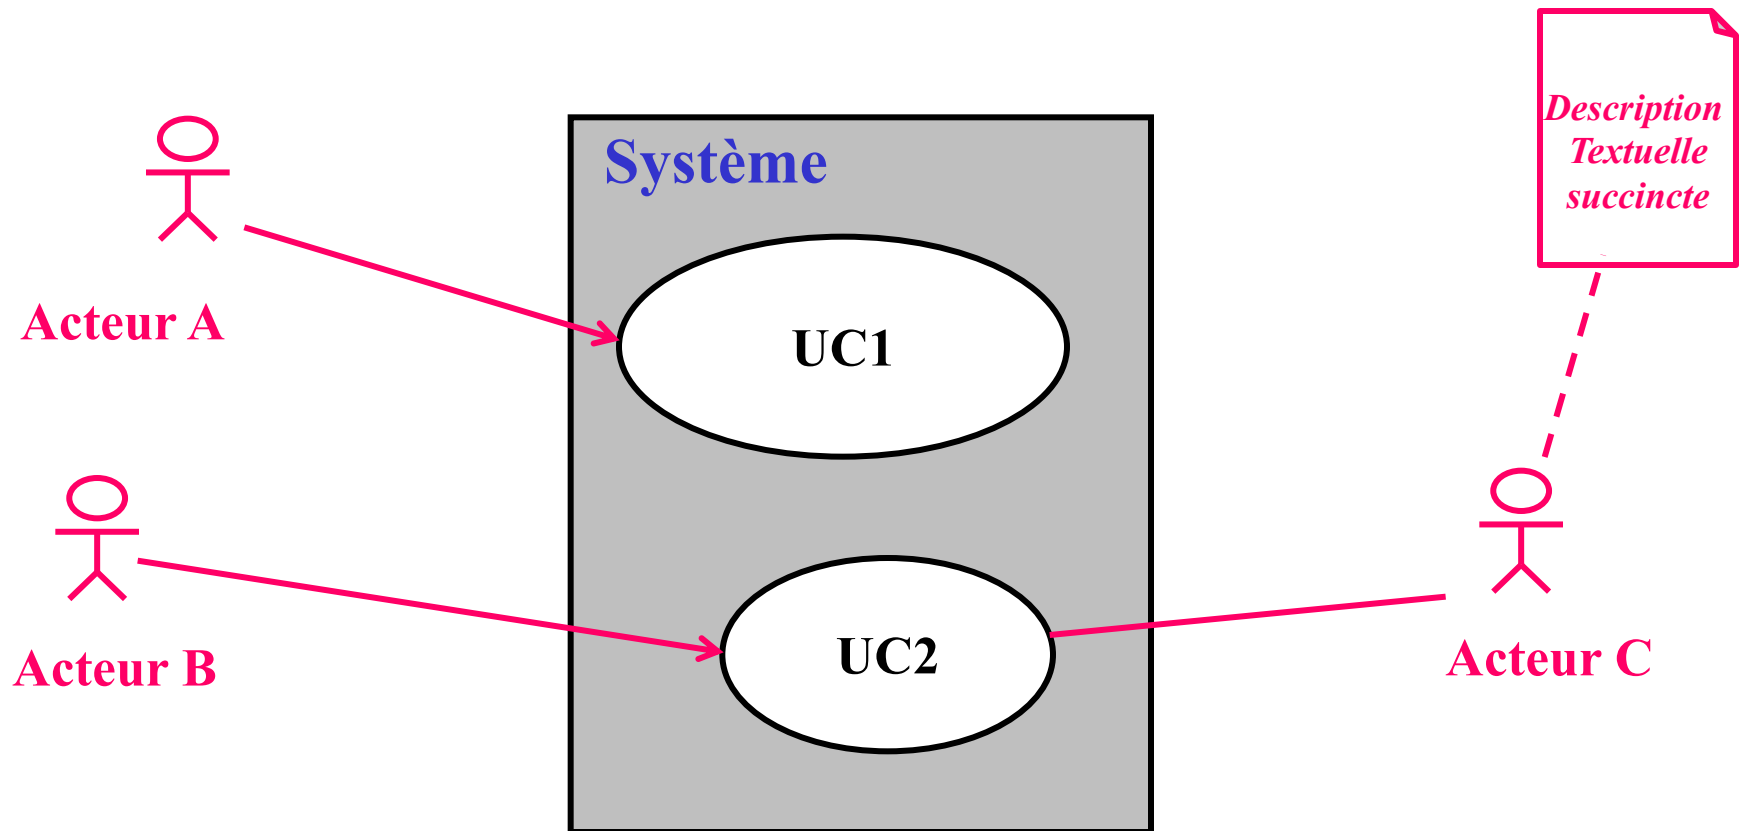 Description
Textuelle
succincte
Système
Acteur A
UC1
Acteur B
UC2
Acteur C